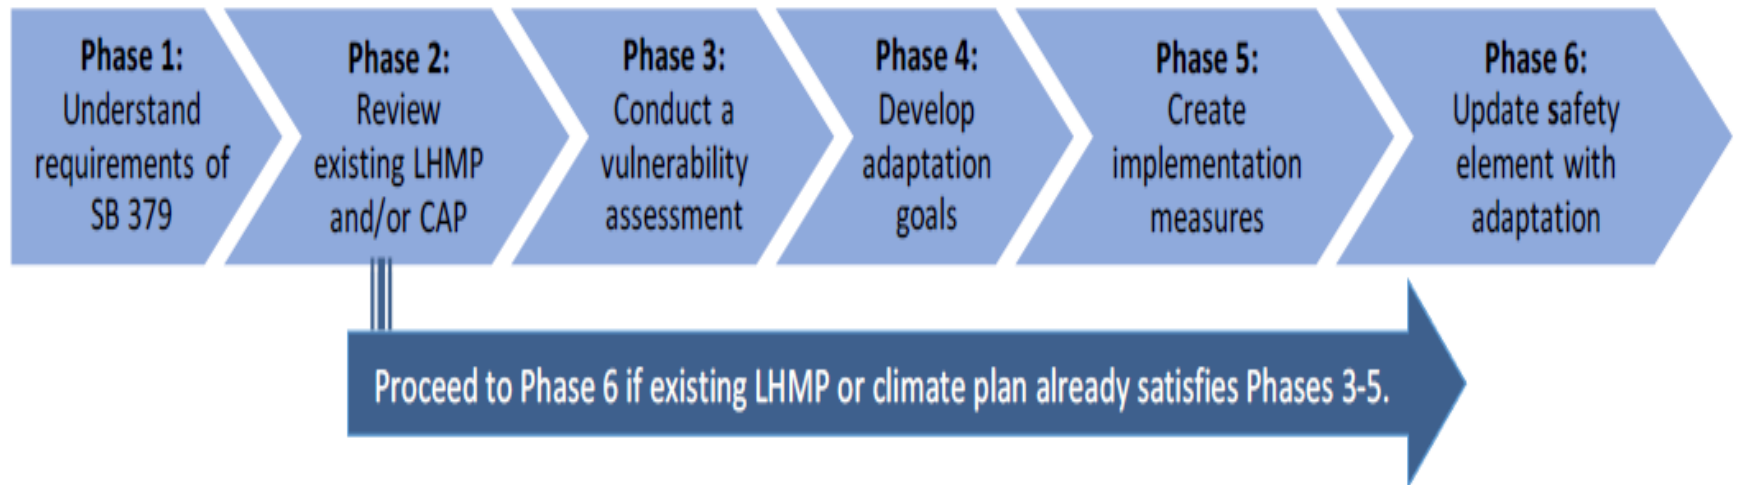 Phase 1:
Understand
requirements of
SB 379
Phase 2:
Review
existing LHMP
and/or CAP
Phase 3:
Conduct a
vulnerability
assessment
Phase 4:
Develop
adaptation
goals
Phase 5:
Create
implementation
measures
Phase 6:
Update safety
element with
adaptation
Proceed to Phase 6 if existing LHMP or climate plan already satisfies Phases 3-5.